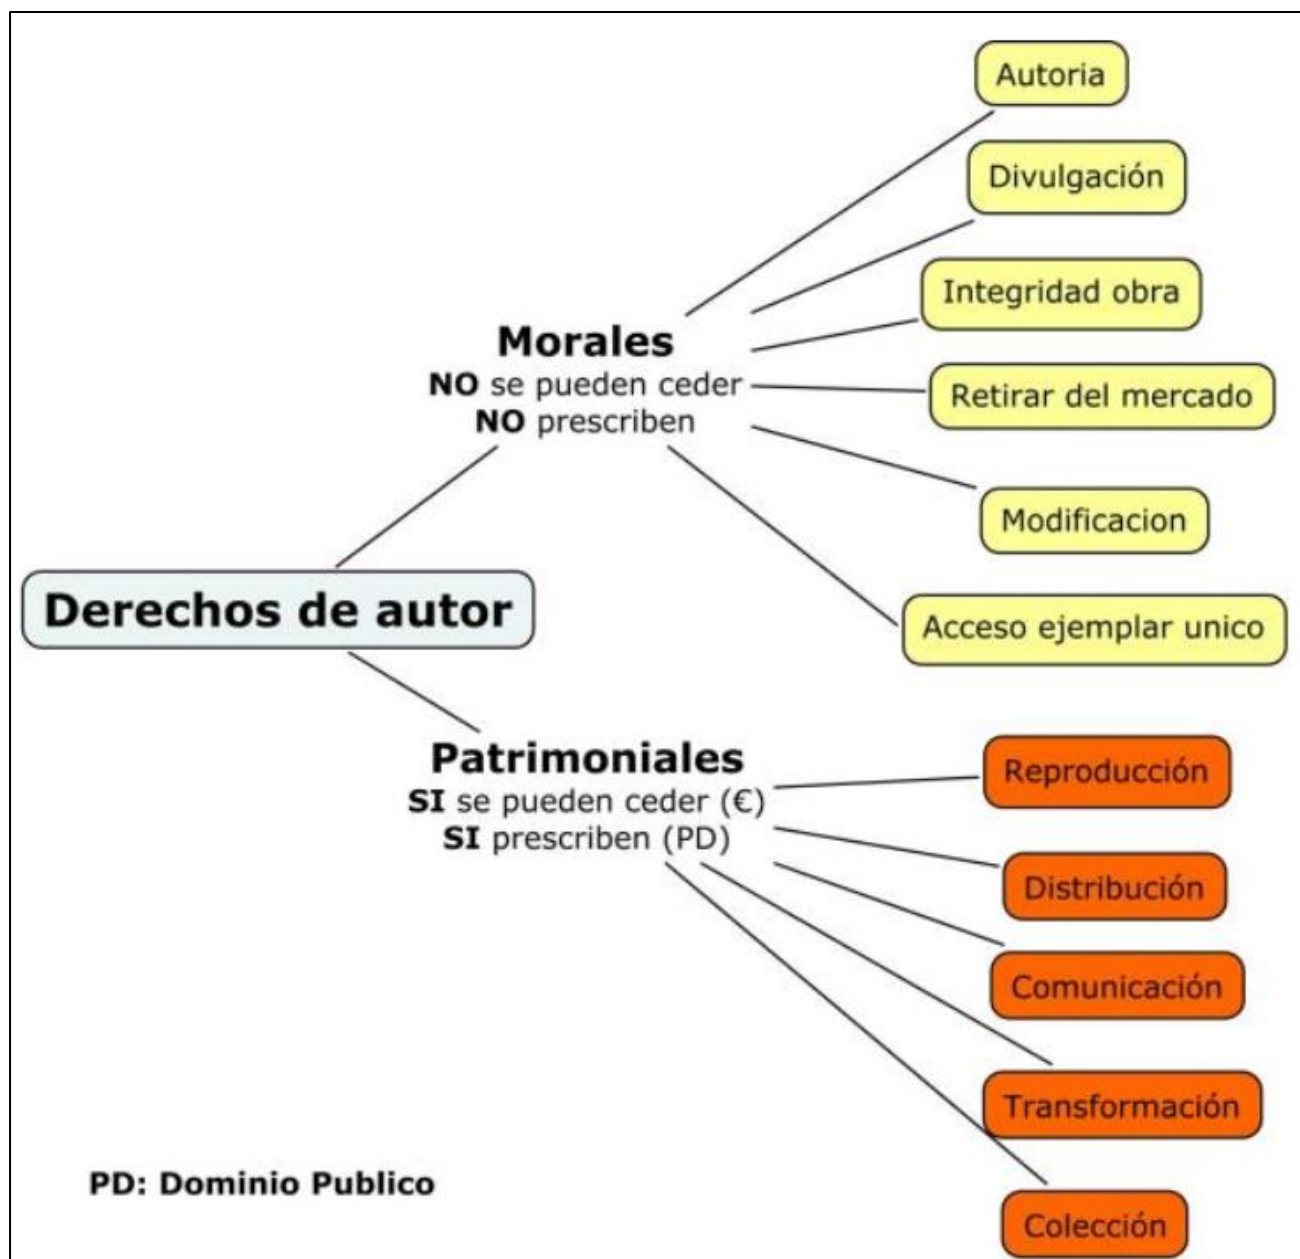 Derechos de autor
Morales
NO se pueden ceder
NO prescriben
Autoria
Divulgación
Integridad obra
Retirar del mercado
Modificacion
Acceso ejemplar unico
Patrimoniales
SI se pueden ceder (€)
SI prescriben (PD)
Reproducción
Distribución
Comunicación
Transformación
Colección
PD: Dominio Publico